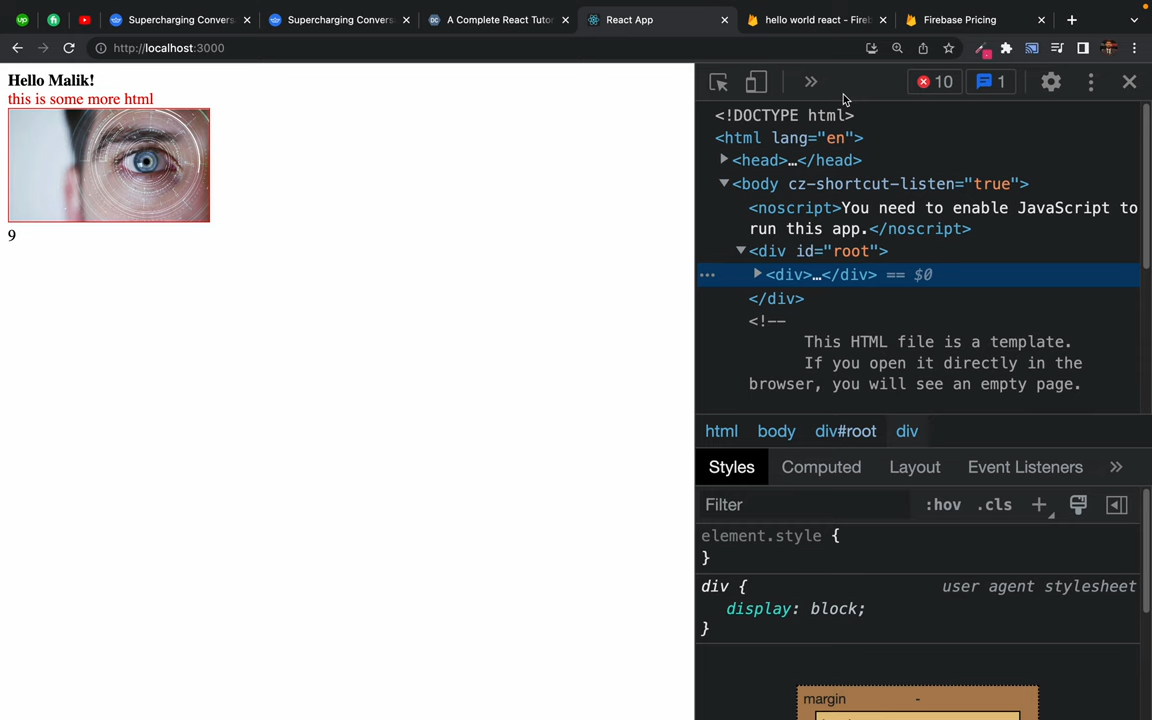 Supercharging Convers
Supercharging Convers
A Complete React Tutor
React App
hello world react - Fireb
Firebase Pricing
http://localhost:3000
Hello Malik!
this is some more html
9
10
1
<!DOCTYPE html>
<html lang="en">
<head>…</head>
<body cz-shortcut-listen="true">
<noscript>You need to enable JavaScript to
run this app.</noscript>
<div id="root">
<div>…</div> == $0
</div>
<!--
This HTML file is a template.
If you open it directly in the
browser, you will see an empty page.
html body div#root div
Styles Computed Layout Event Listeners
Filter :hov .cls
element.style {
}
div { user agent stylesheet
display: block;
}
margin -